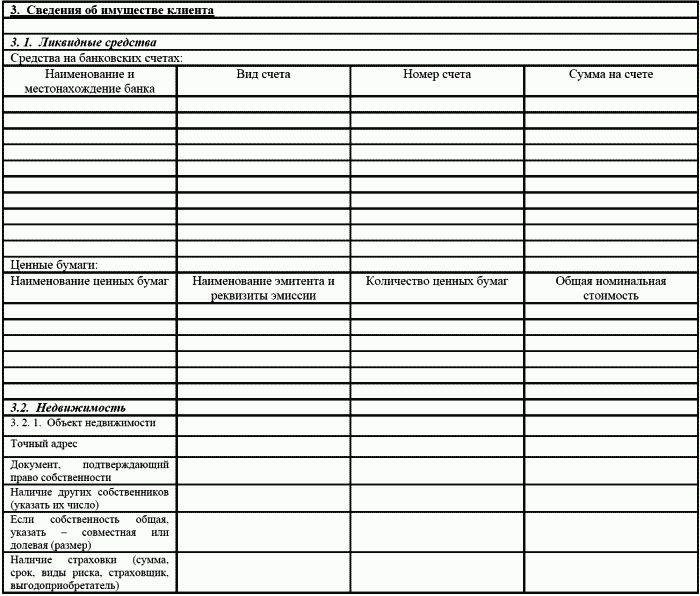 3. Сведения об имуществе клиента
3. 1. Ликвидные средства
Средства на банковских счетах:
Наименование и местонахождение банка Вид счета Номер счета Сумма на счете
Ценные бумаги:
Наименование ценных бумаг Наименование эмитента и реквизиты эмиссии Количество ценных бумаг Общая номинальная стоимость
3.2. Недвижимость
3. 2. 1. Объект недвижимости
Точный адрес
Документ, подтверждающий
право собственности
Наличие других собственников
(указать их число)
Если собственность общая,
указать – совместная или
долевая (размер)
Наличие страховки (сумма,
срок, виды риска, страховщик,
выгодоприобретатель)